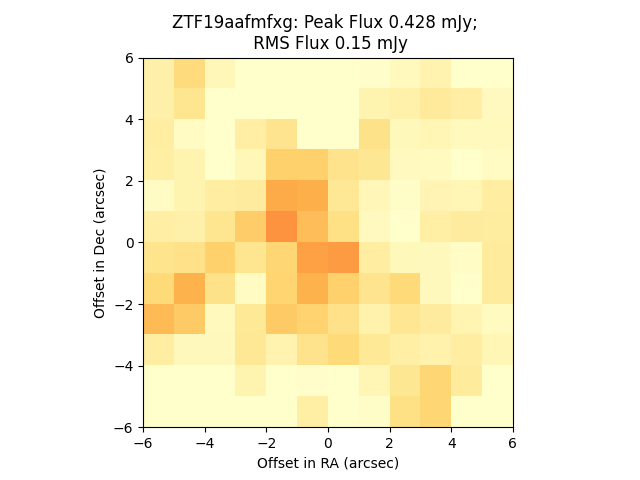 ZTF19aafmfxg: Peak Flux 0.428 mJy;
RMS Flux 0.15 mJy
6
4
2
0
−2
−4
−6
Offset in Dec (arcsec)
−6 −4 −2 0 2 4 6
Offset in RA (arcsec)